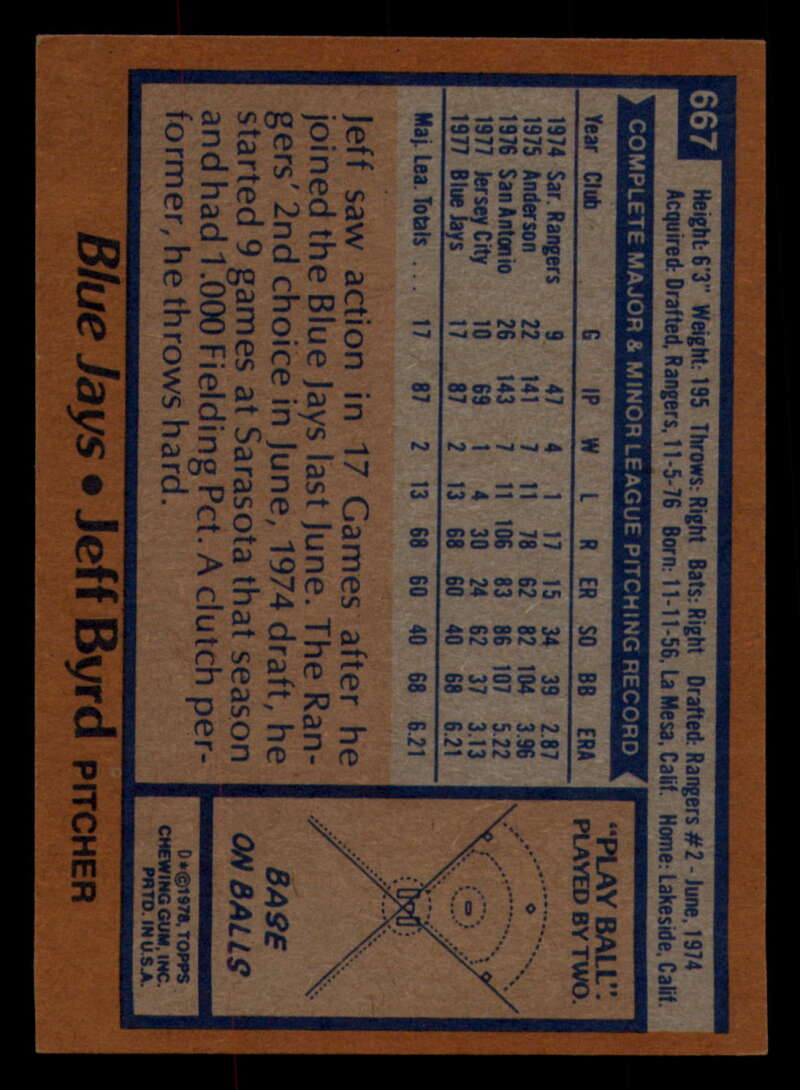 667
Height: 6'3" Weight: 195 Throws: Right Bats: Right Drafted: Rangers #2 - June, 1974
Acquired: Drafted, Rangers, 11-5-76 Born: 11-11-56, La Mesa, Calif. Home: Lakeside, Calif.
COMPLETE MAJOR & MINOR LEAGUE PITCHING RECORD
Year Club G IP W L R ER SO BB ERA
1974 Sar. Rangers 9 47 4 1 17 15 34 39 2.87
1975 Anderson 22 141 7 11 78 62 82 104 3.96
1976 San Antonio 26 143 7 11 106 83 86 107 5.22
1977 Jersey City 10 69 1 4 30 24 62 37 3.13
1977 Blue Jays 17 87 2 13 68 60 40 68 6.21
Maj. Lea. Totals .... 17 87 2 13 68 60 40 68 6.21
Jeff saw action in 17 Games after he
joined the Blue Jays last June. The Ran-
gers' 2nd choice in June, 1974 draft, he
started 9 games at Sarasota that season
and had 1.000 Fielding Pct. A clutch per-
former, he throws hard.
"PLAY BALL":
PLAYED BY TWO.
BASE
ON BALLS
D*©1978, TOPPS
CHEWING GUM, INC.
PRTD. IN U.S.A.
Blue Jays • Jeff Byrd PITCHER